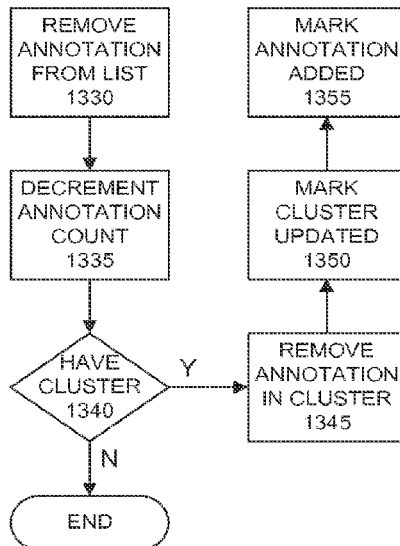 REMOVE
ANNOTATION
FROM LIST
1330
DECREMENT
ANNOTATION
COUNT
1335
HAVE
CLUSTER
1340
Y
N
END
REMOVE
ANNOTATION
IN CLUSTER
1345
MARK
CLUSTER
UPDATED
1350
MARK
ANNOTATION
ADDED
1355